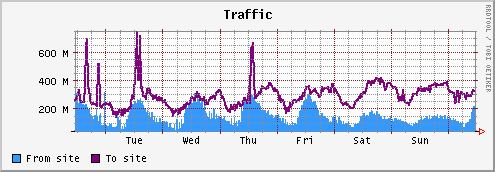 Traffic
600 M
400 M
200 M
Tue Wed Thu Fri Sat Sun
From site To site
RRDTOOL / TOBI OETIKER